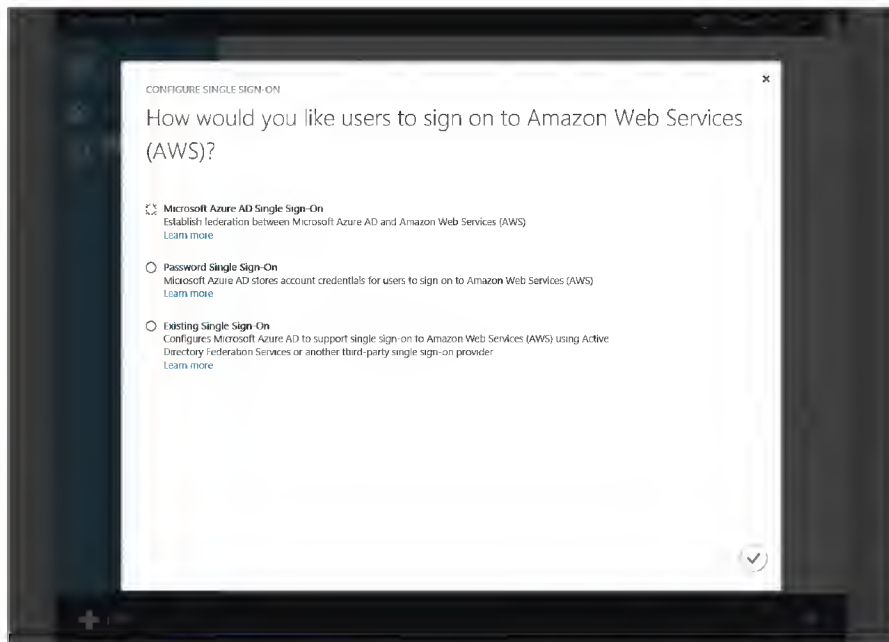 CONFIGURE SINGLE SIGN-ON
How would you like users to sign on to Amazon Web Services
(AWS)?
Microsoft Azure AD Single Sign-On
Establish federation between Microsoft Azure AD and Amazon Web Services (AWS)
Learn more
Password Single Sign-On
Microsoft Azure AD stores account credentials for users to sign on to Amazon Web Services (AWS)
Learn more
Existing Single Sign-On
Configures Microsoft Azure AD to support single sign-on to Amazon Web Services (AWS) using Active
Directory Federation Services or another third-party single sign-on provider
Learn more